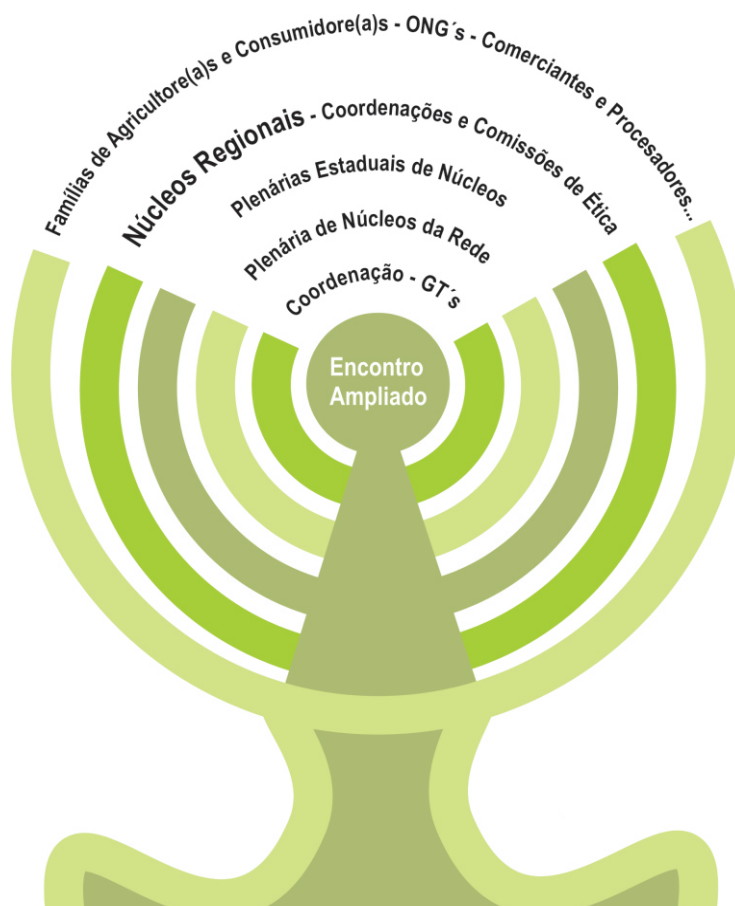 Famílias de Agricultore(a)s e Consumidore(a)s - ONG´s - Comerciantes e Procesadores...
Núcleos Regionais - Coordenações e Comissões de Ética
Plenárias Estaduais de Núcleos
Plenária de Núcleos da Rede
Coordenação - GT´s
Encontro
Ampliado